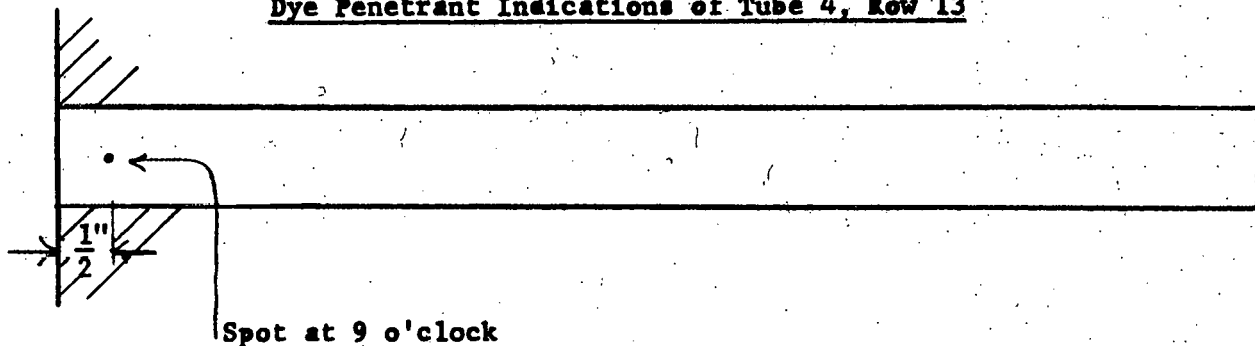 Dye Penetrant Indications of Tube 4, Row 13
1"
2
Spot at 9 o'clock